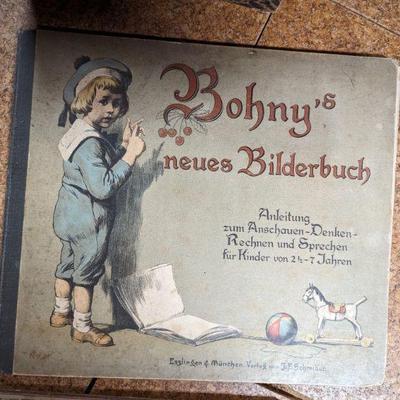 Bohny's
neues Bilderbuch
Anleitung
zum Anschauen-Denken-
Rechnen und Sprechen
für Kinder von 2½-7 Jahren
Esslingen & München Verlag von J.F. Schreiber